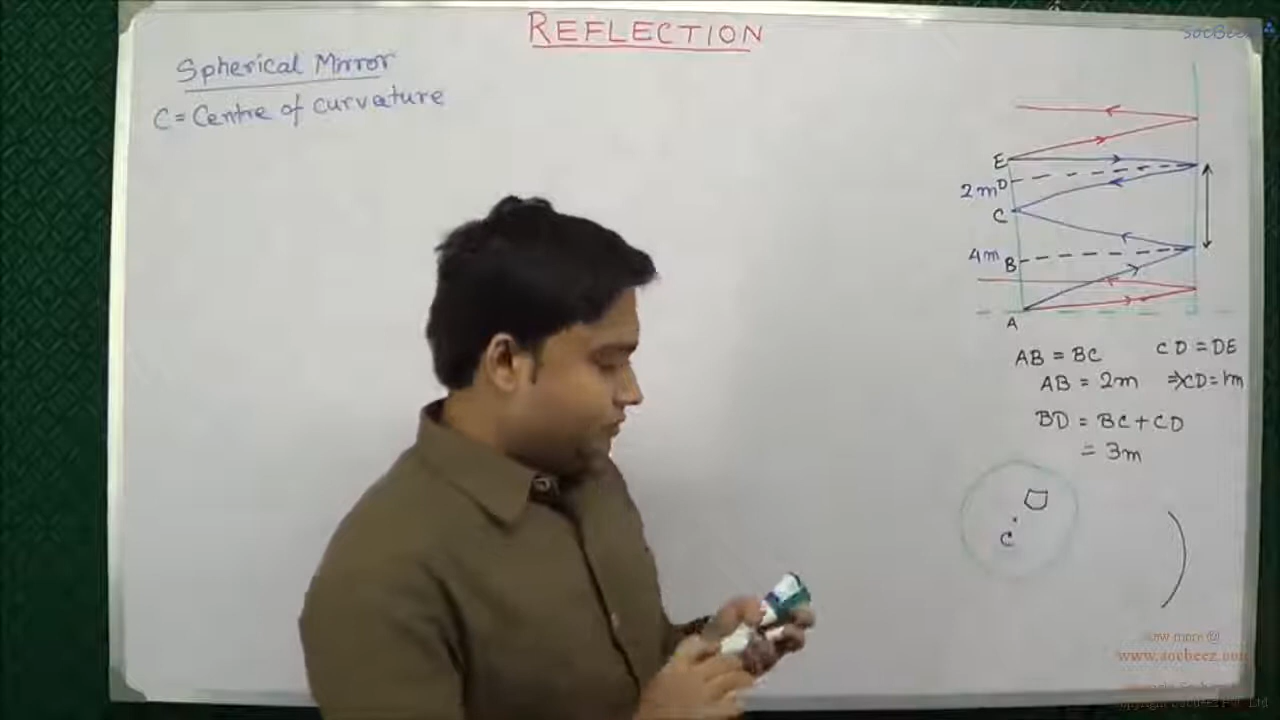 REFLECTION
SocBeez
Spherical Mirror
C = Centre of curvature
E
2m D
C
4m B
A
AB = BC CD = DE
AB = 2m ⇒ CD = 1m
BD = BC + CD
= 3m
C
www.socbeez.com